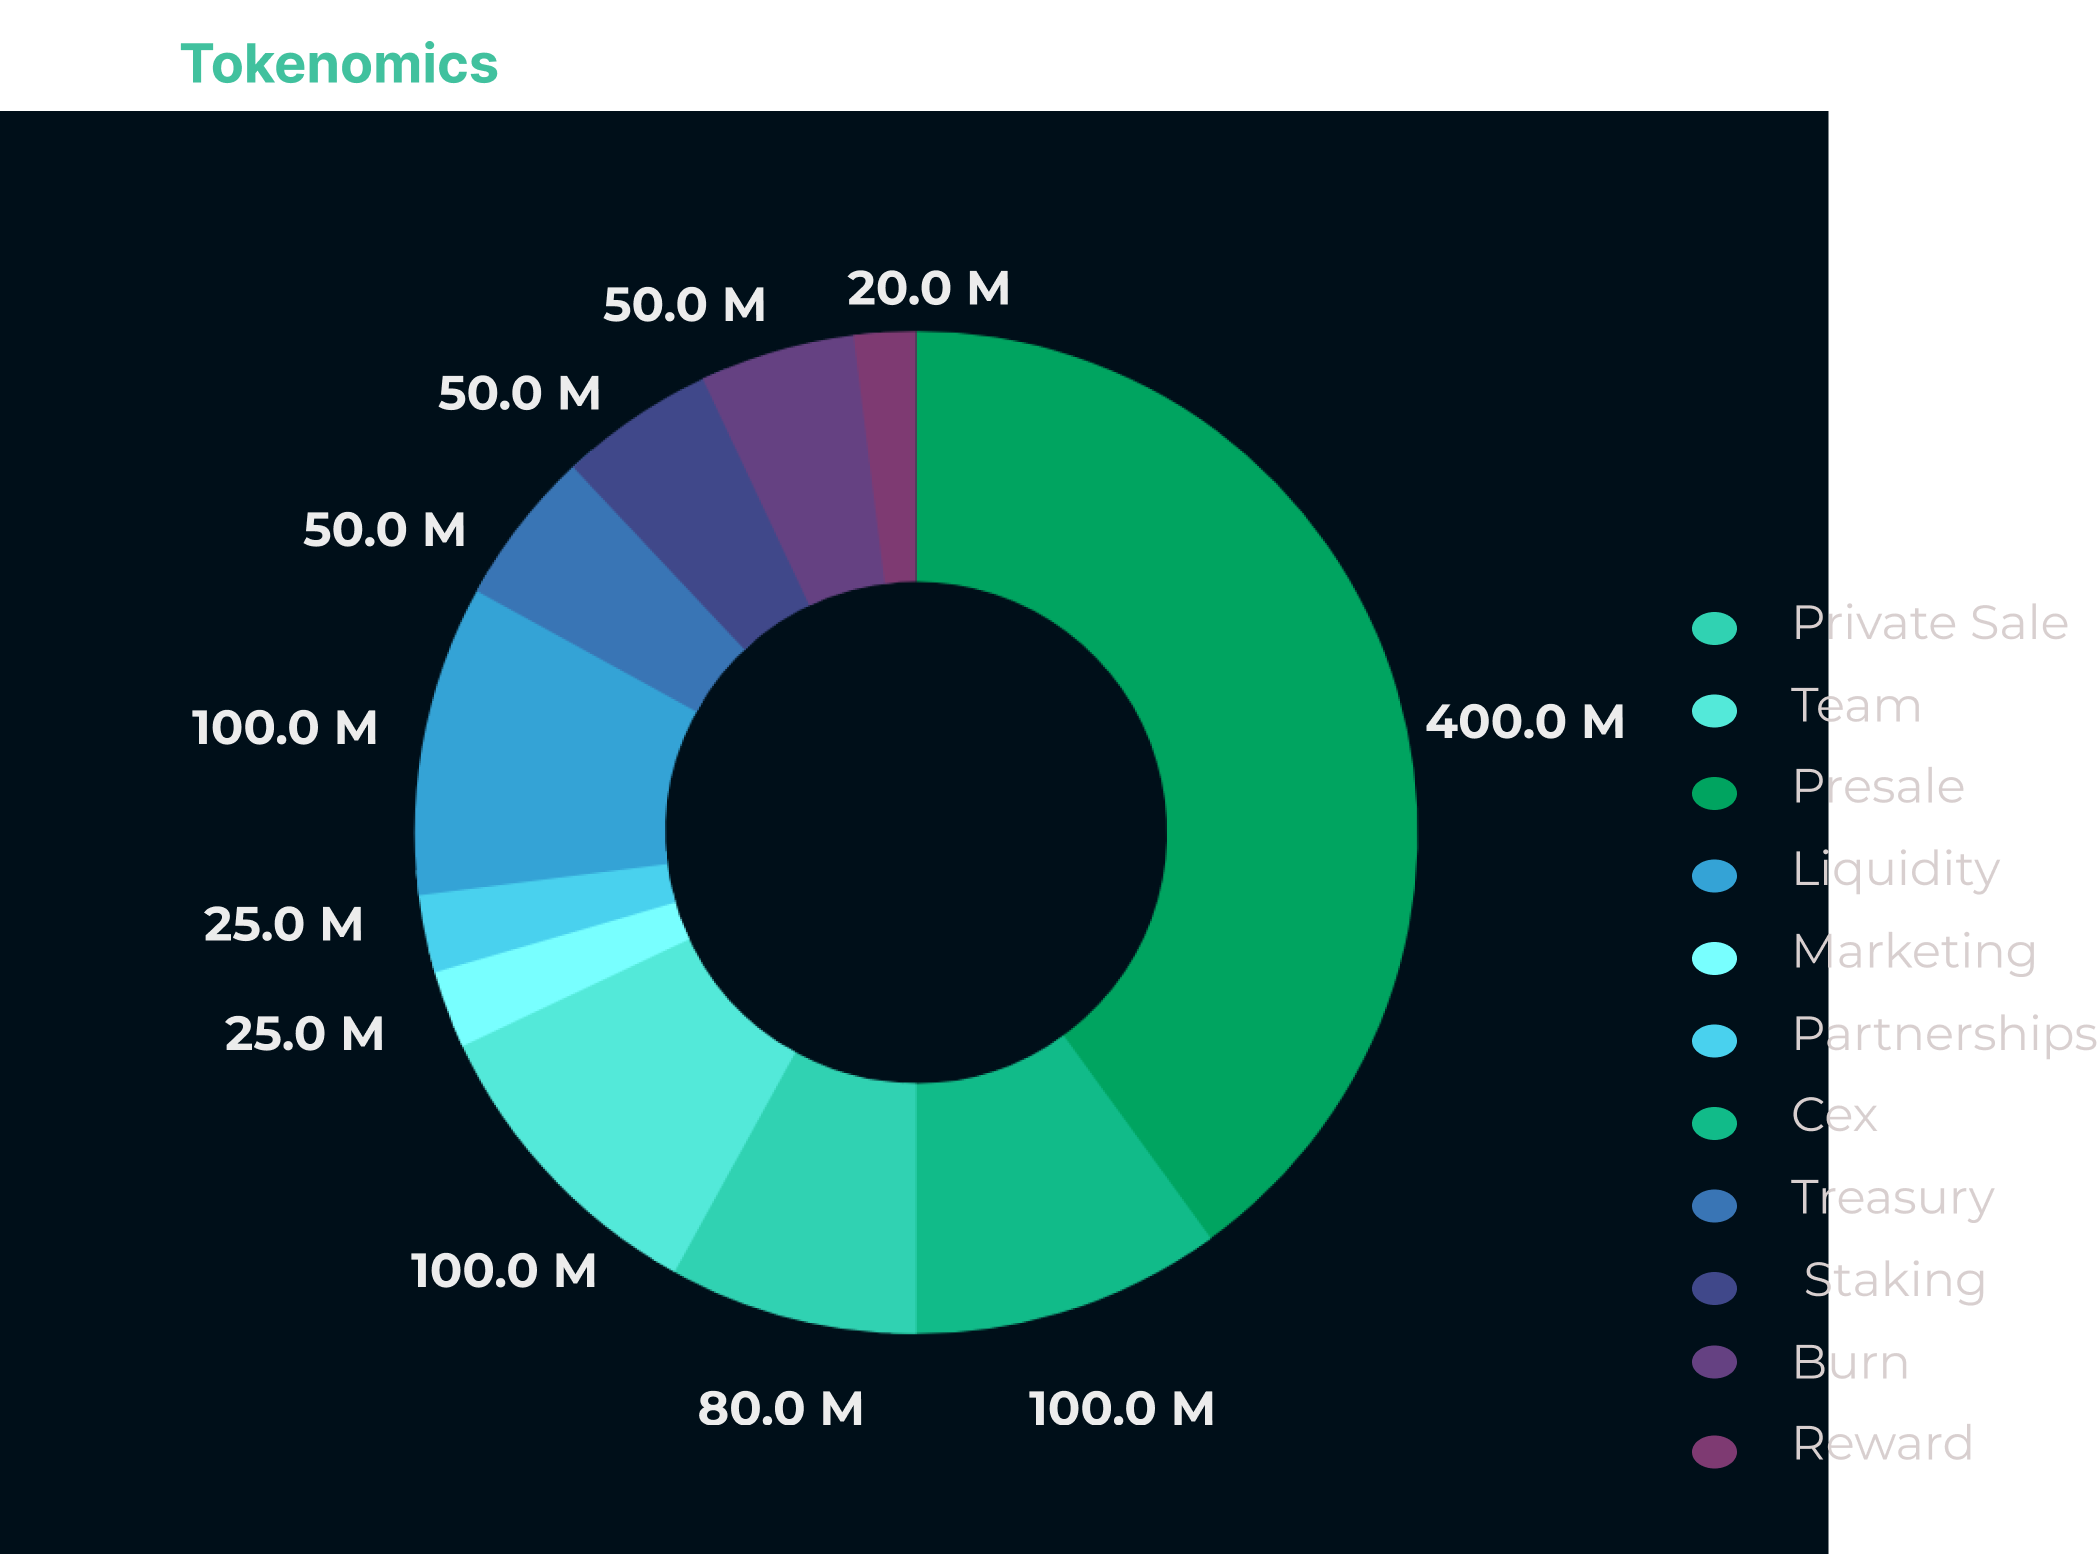 Tokenomics
20.0 M
50.0 M
50.0 M
50.0 M
400.0 M
100.0 M
25.0 M
25.0 M
100.0 M
80.0 M
100.0 M
Private Sale
Team
Presale
Liquidity
Marketing
Partnerships
Cex
Treasury
Staking
Burn
Reward